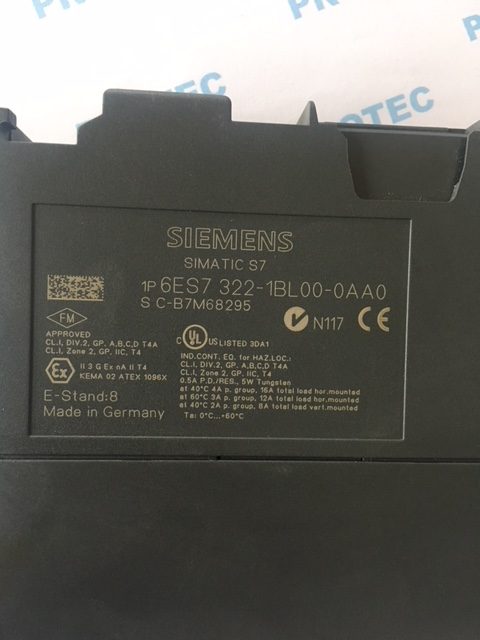 PROTEC
SIEMENS
SIMATIC S7
1P 6ES7 322-1BL00-0AA0
S C-B7M68295
FM
APPROVED
CL.I, DIV.2, GP. A,B,C,D T4A
CL.I, Zone 2, GP. IIC, T4
Ex
II 3 G Ex nA II T4
KEMA 02 ATEX 1096X
E-Stand:8
Made in Germany
C UL US LISTED 3DA1
N117 CE
IND.CONT. EQ. for HAZ.LOC.:
CL.I, DIV.2, GP. A,B,C,D T4A
CL.I, Zone 2, GP. IIC, T4
0.5A P.D./RES., 5W Tungsten
at 40°C 4A p. group, 16A total hor.mounted
at 60°C 3A p. group, 12A total hor.mounted
at 40°C 2A p. group, 8A total vert.mounted
Ta: 0°C...+60°C